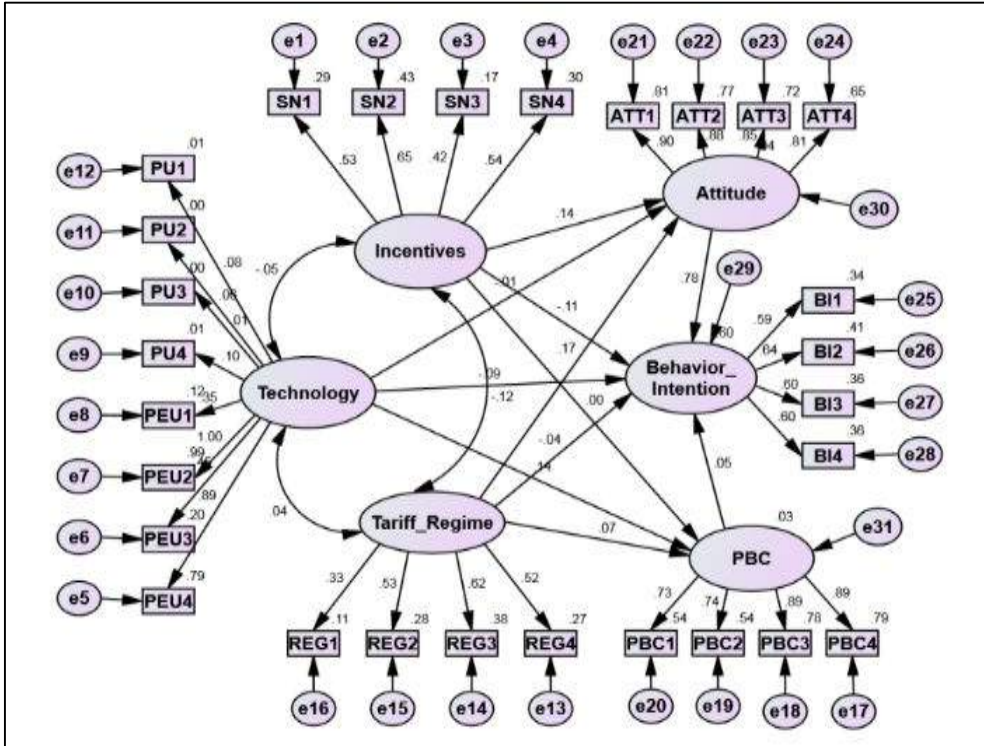 e1 e2 e3 e4
.29 .43 .17 .30
SN1 SN2 SN3 SN4
.53 .65 .42 .54
Incentives
e21 e22 e23 e24
.81 .77 .72 .65
ATT1 ATT2 ATT3 ATT4
.90 .88 .85 .81
Attitude
e30
e12 PU1 .01
e11 PU2 .00
e10 PU3 .00
e9 PU4 .01
e8 PEU1 .12
e7 PEU2 .99
e6 PEU3 .20
e5 PEU4 .79
.08
.06
.01
.10
.35
1.00
.89
Technology
-.05
.14
-.01
-.11
.78
e29
.17
-.09
-.12
.00
-.04
.14
.05
.04
.07
Behavior_
Intention
.60
.59 .34 BI1 e25
.64 .41 BI2 e26
.60 .36 BI3 e27
.60 .36 BI4 e28
Tariff_Regime
.33 .53 .62 .52
.11 .28 .38 .27
REG1 REG2 REG3 REG4
e16 e15 e14 e13
.03
e31
PBC
.73 .74 .89 .89
.54 .54 .78 .79
PBC1 PBC2 PBC3 PBC4
e20 e19 e18 e17